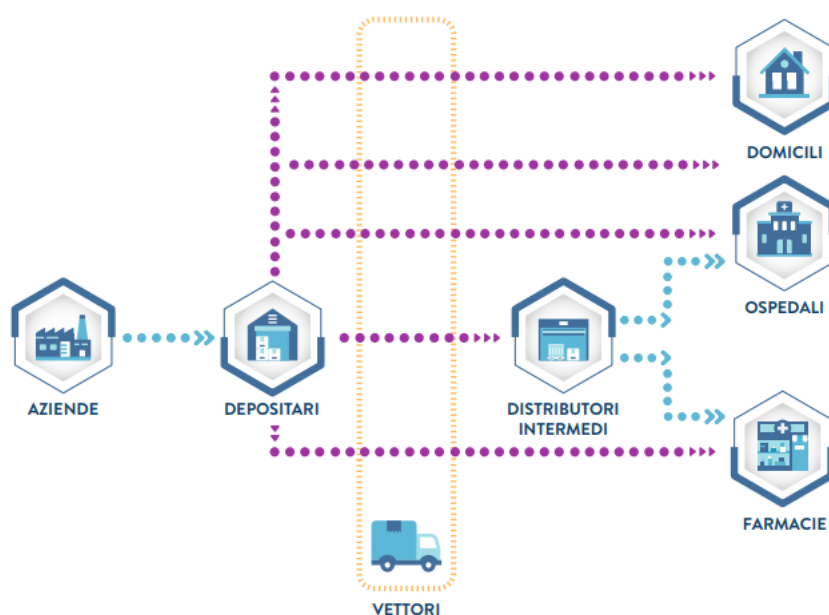 DOMICILI
OSPEDALI
AZIENDE
DEPOSITARI
DISTRIBUTORI
INTERMEDI
FARMACIE
VETTORI